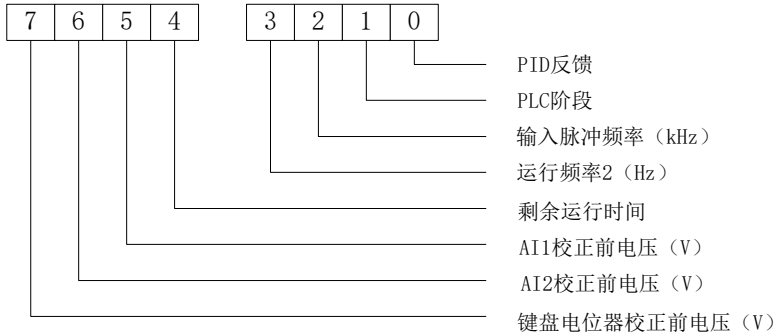 7 6 5 4 3 2 1 0
PID反馈
PLC阶段
输入脉冲频率（kHz）
运行频率2（Hz）
剩余运行时间
AI1校正前电压（V）
AI2校正前电压（V）
键盘电位器校正前电压（V）